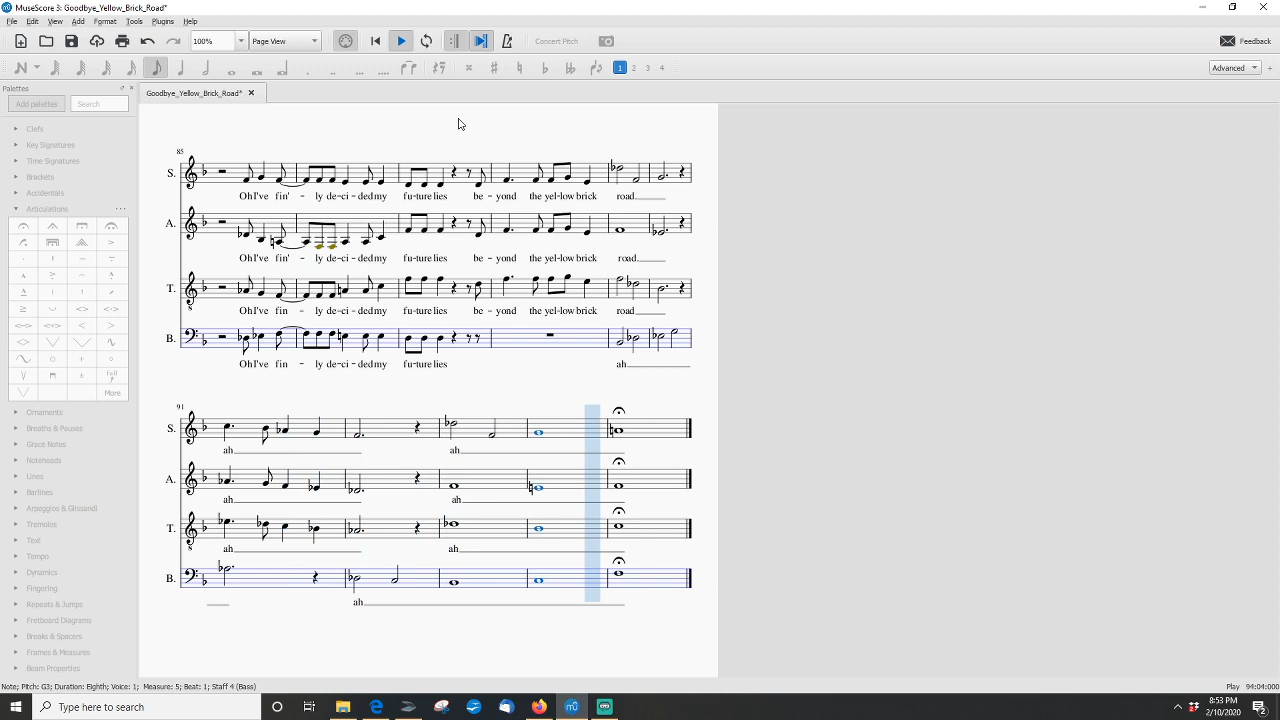 MuseScore 3: Goodbye_Yellow_Brick_Road*
File Edit View Add Format Tools Plugins Help
100% Page View Concert Pitch Feedback
1 2 3 4 Advanced +
Palettes
Goodbye_Yellow_Brick_Road*
Add palettes Search
Clefs
Key Signatures
Time Signatures
Brackets
Accidentals
Articulations
More
Ornaments
Breaths & Pauses
Grace Notes
Noteheads
Lines
Barlines
Arpeggios & Glissandi
Tremolos
Text
Tempo
Dynamics
Fingering
Repeats & Jumps
Fretboard Diagrams
Breaks & Spacers
Frames & Measures
Beam Properties
85
S.
Oh I've fin' - ly de-ci-ded my fu-ture lies be - yond the yel-low brick road.
A.
Oh I've fin' - ly de-ci-ded my fu-ture lies be - yond the yel-low brick road.
T.
Oh I've fin' - ly de-ci-ded my fu-ture lies be - yond the yel-low brick road
B.
Oh I've fin - ly de-ci-ded my fu-ture lies ah
91
S.
ah ah
A.
ah ah
T.
ah ah
B.
ah
Note; Pitch: G3; Duration: Eighth; Voice: 1; Measure: 5; Beat: 1; Staff 4 (Bass) Play 94:04:000
Type here to search
8:53 PM
2/10/2020